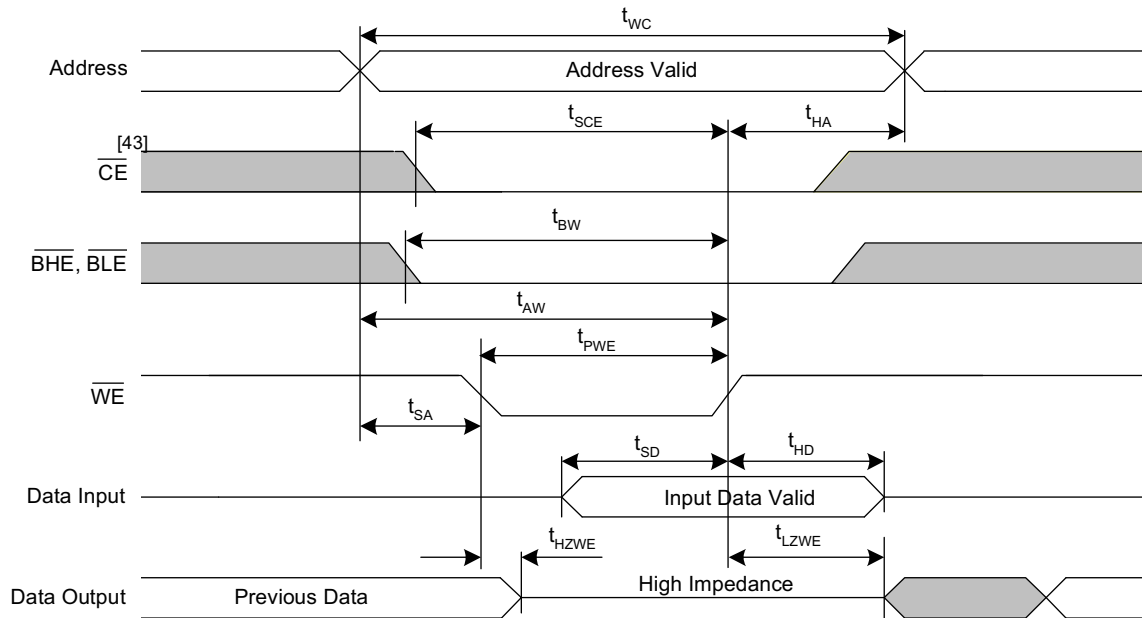 tWC
Address
Address Valid
tSCE
tHA
[43]
CE
tBW
BHE, BLE
tAW
tPWE
WE
tSA
tSD
tHD
Data Input
Input Data Valid
tHZWE
tLZWE
Data Output
Previous Data
High Impedance